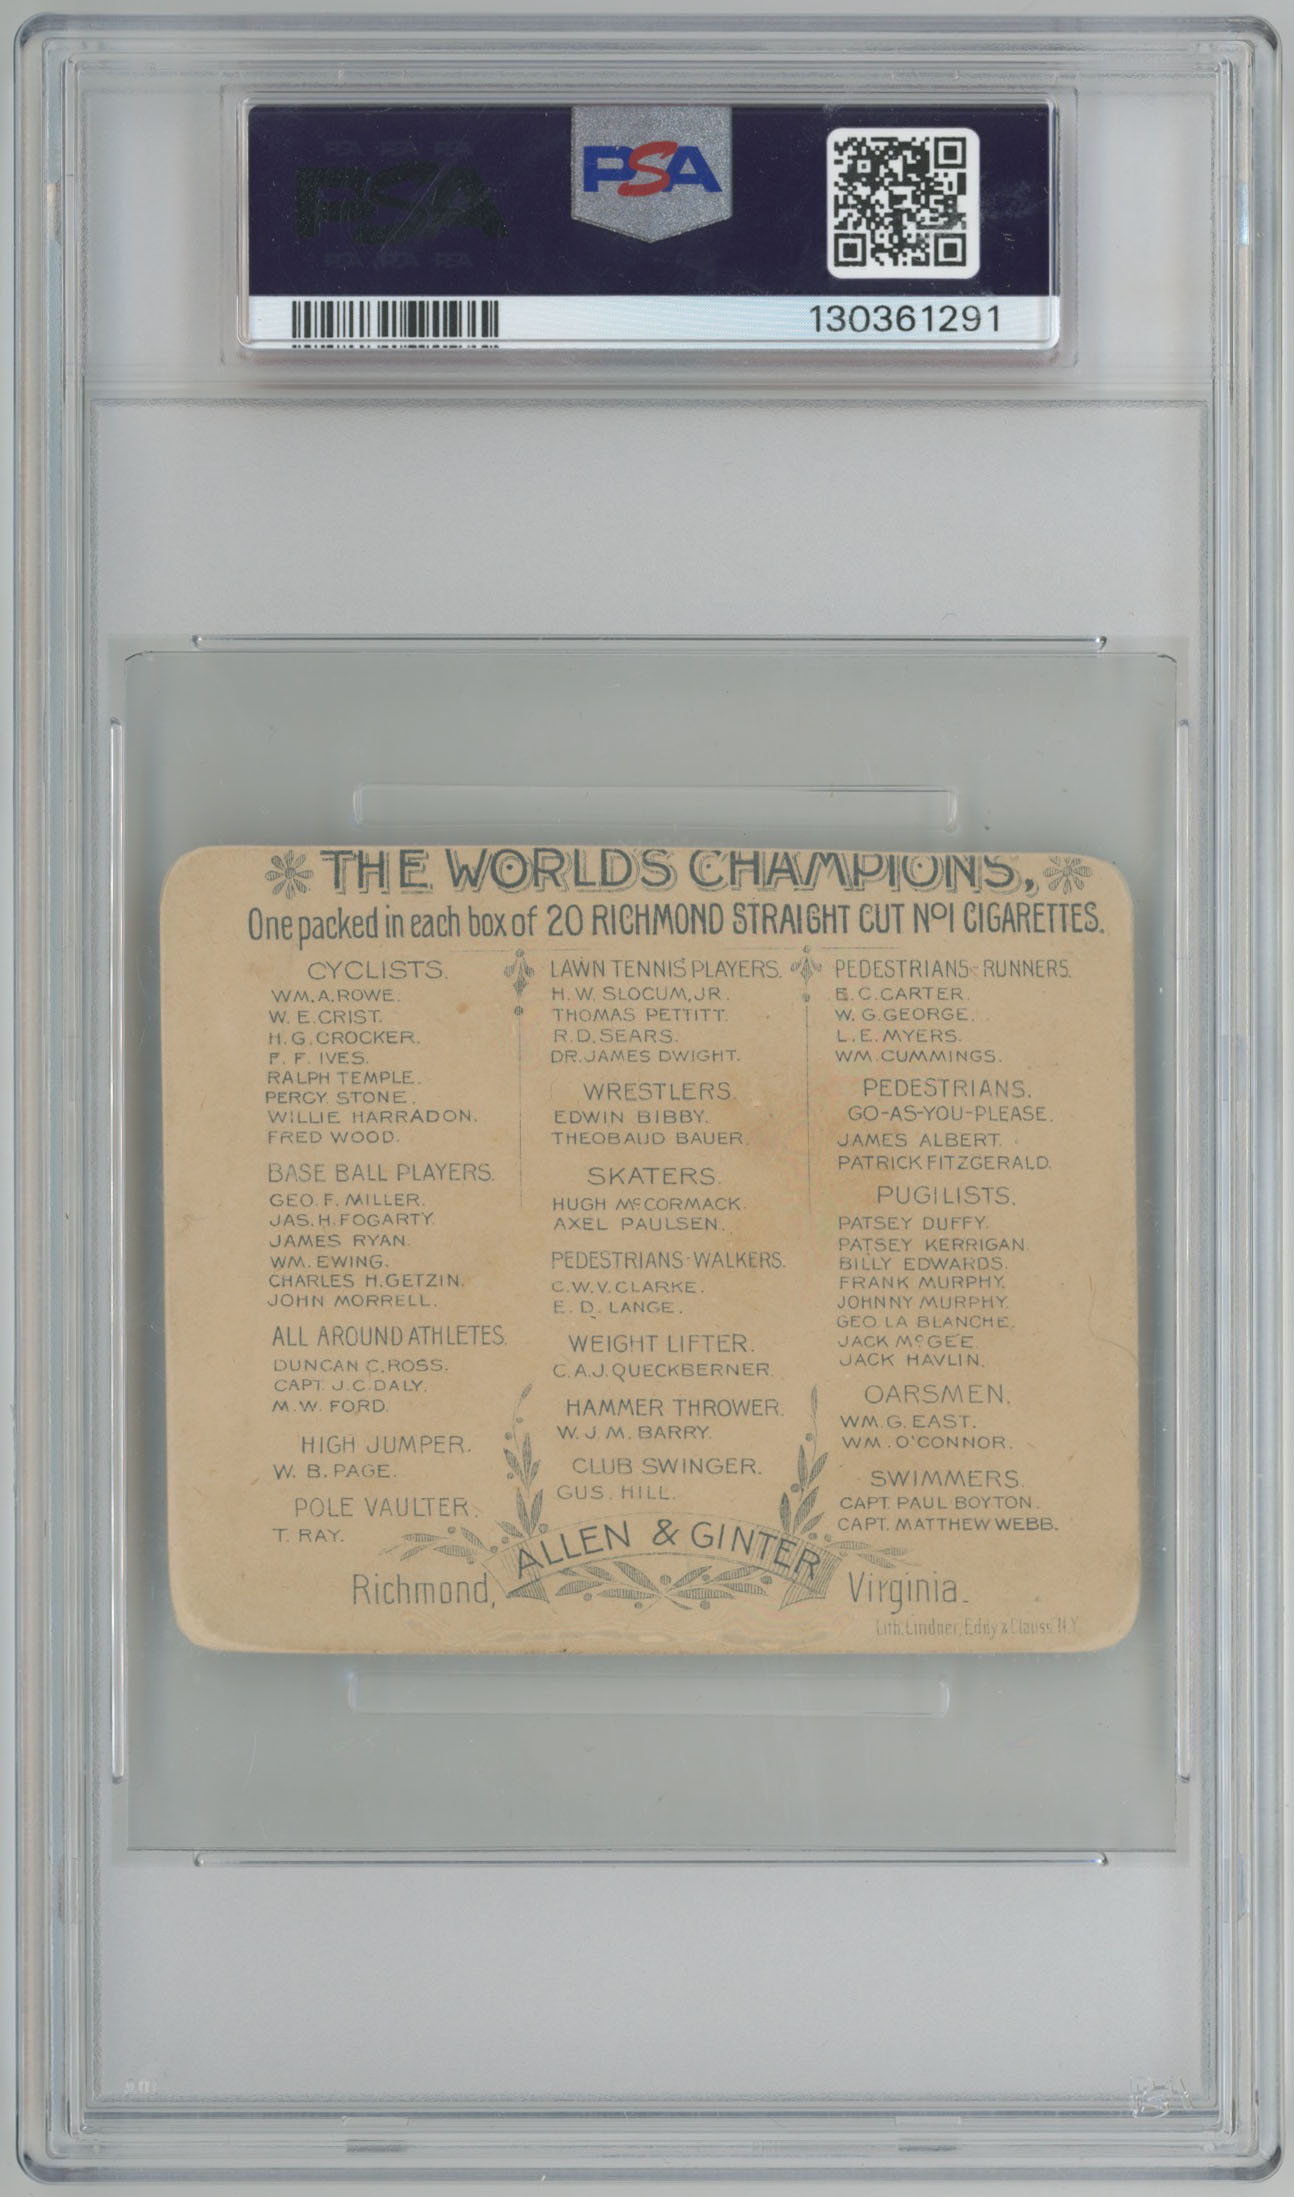 PSA
130361291
THE WORLDS CHAMPIONS,
One packed in each box of 20 RICHMOND STRAIGHT CUT No1 CIGARETTES.
CYCLISTS.
WM.A.ROWE.
W. E. CRIST.
H.G. CROCKER.
F. F. IVES.
RALPH TEMPLE.
PERCY STONE.
WILLIE HARRADON.
FRED WOOD.
BASE BALL PLAYERS.
GEO. F. MILLER.
JAS. H. FOGARTY.
JAMES RYAN.
WM. EWING.
CHARLES H. GETZIN.
JOHN MORRELL.
ALL AROUND ATHLETES.
DUNCAN C. ROSS.
CAPT. J. C. DALY.
M. W. FORD.
HIGH JUMPER.
W. B. PAGE.
POLE VAULTER.
T. RAY.
LAWN TENNIS PLAYERS.
H. W. SLOCUM, JR.
THOMAS PETTITT.
R. D. SEARS.
DR. JAMES DWIGHT.
WRESTLERS.
EDWIN BIBBY.
THEOBAUD BAUER.
SKATERS.
HUGH McCORMACK.
AXEL PAULSEN.
PEDESTRIANS-WALKERS.
C. W. V. CLARKE.
E. D. LANGE.
WEIGHT LIFTER.
C.A.J. QUECKBERNER.
HAMMER THROWER.
W. J. M. BARRY.
CLUB SWINGER.
GUS. HILL.
PEDESTRIANS-RUNNERS.
E. C. CARTER.
W. G. GEORGE.
L. E. MYERS.
WM. CUMMINGS.
PEDESTRIANS.
GO-AS-YOU-PLEASE.
JAMES ALBERT.
PATRICK FITZGERALD.
PUGILISTS.
PATSEY DUFFY.
PATSEY KERRIGAN.
BILLY EDWARDS.
FRANK MURPHY.
JOHNNY MURPHY.
GEO. LA BLANCHE.
JACK McGEE.
JACK HAVLIN.
OARSMEN.
WM. G. EAST.
WM. O'CONNOR.
SWIMMERS.
CAPT. PAUL BOYTON.
CAPT. MATTHEW WEBB.
ALLEN & GINTER
Richmond, Virginia.
Lith. Lindner, Eddy & Clauss N.Y.